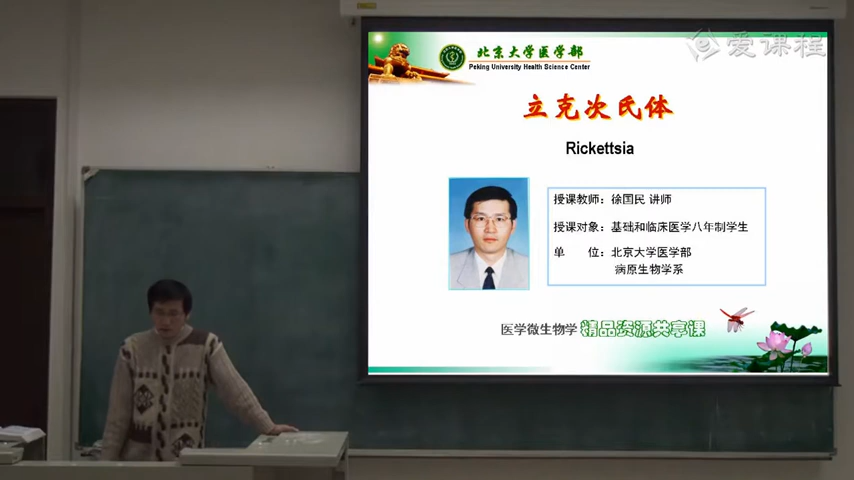 爱课程
北京大学医学部
Peking University Health Science Center
立克次氏体
Rickettsia
授课教师：徐国民 讲师
授课对象：基础和临床医学八年制学生
单 位：北京大学医学部
病原生物学系
医学微生物学 精品资源共享课